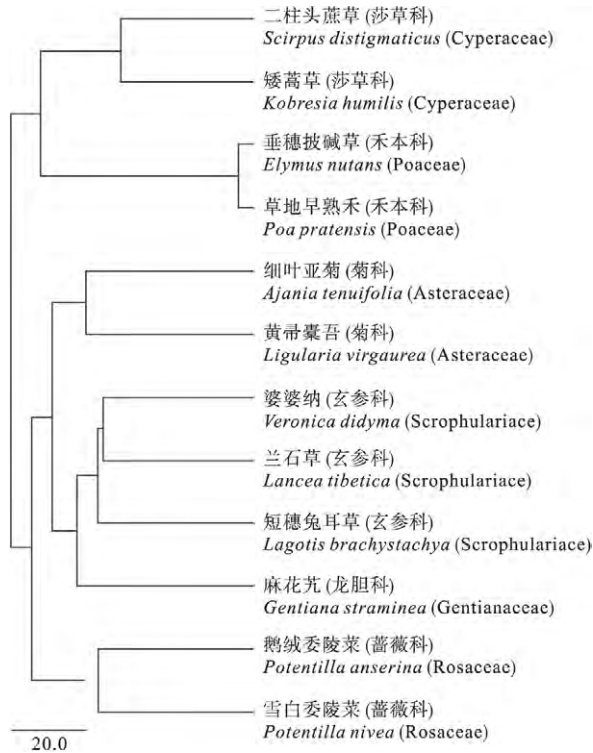 二柱头蔗草 (莎草科)
Scirpus distigmaticus (Cyperaceae)
矮蒿草 (莎草科)
Kobresia humilis (Cyperaceae)
垂穗披碱草 (禾本科)
Elymus nutans (Poaceae)
草地早熟禾 (禾本科)
Poa pratensis (Poaceae)
细叶亚菊 (菊科)
Ajania tenuifolia (Asteraceae)
黄帚橐吾 (菊科)
Ligularia virgaurea (Asteraceae)
婆婆纳 (玄参科)
Veronica didyma (Scrophulariace)
兰石草 (玄参科)
Lancea tibetica (Scrophulariace)
短穗兔耳草 (玄参科)
Lagotis brachystachya (Scrophulariace)
麻花艽 (龙胆科)
Gentiana straminea (Gentianaceae)
鹅绒委陵菜 (蔷薇科)
Potentilla anserina (Rosaceae)
雪白委陵菜 (蔷薇科)
Potentilla nivea (Rosaceae)
20.0